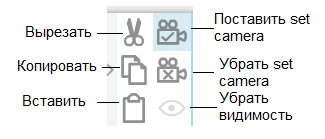 Вырезать
Поставить set
camera
Копировать
Убрать set
camera
Вставить
Убрать
видимость